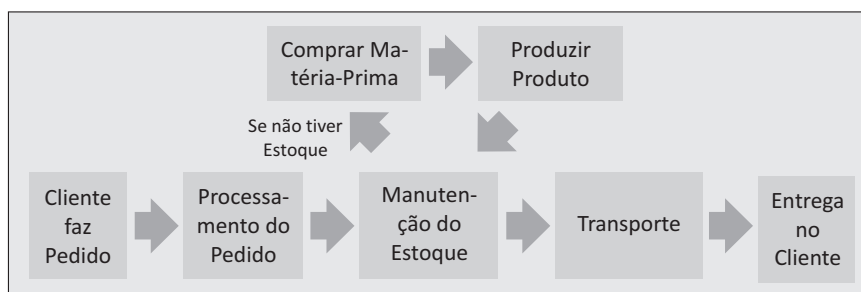 Comprar Ma-
téria-Prima
Produzir
Produto
Se não tiver
Estoque
Cliente
faz
Pedido
Processa-
mento do
Pedido
Manuten-
ção do
Estoque
Transporte
Entrega
no
Cliente